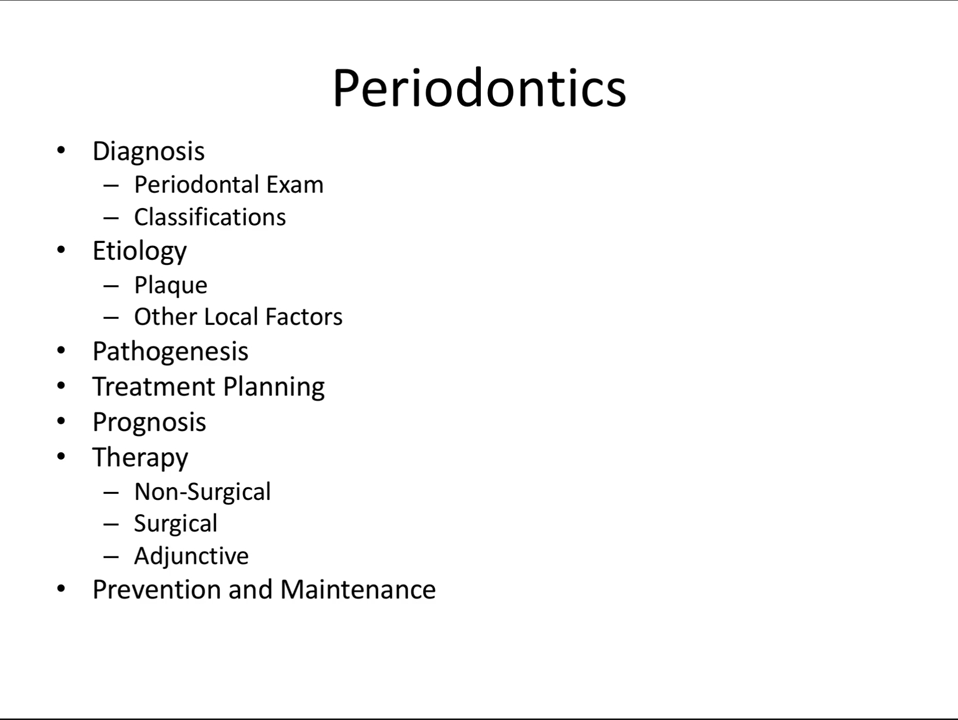 Periodontics
• Diagnosis
– Periodontal Exam
– Classifications
• Etiology
– Plaque
– Other Local Factors
• Pathogenesis
• Treatment Planning
• Prognosis
• Therapy
– Non-Surgical
– Surgical
– Adjunctive
• Prevention and Maintenance